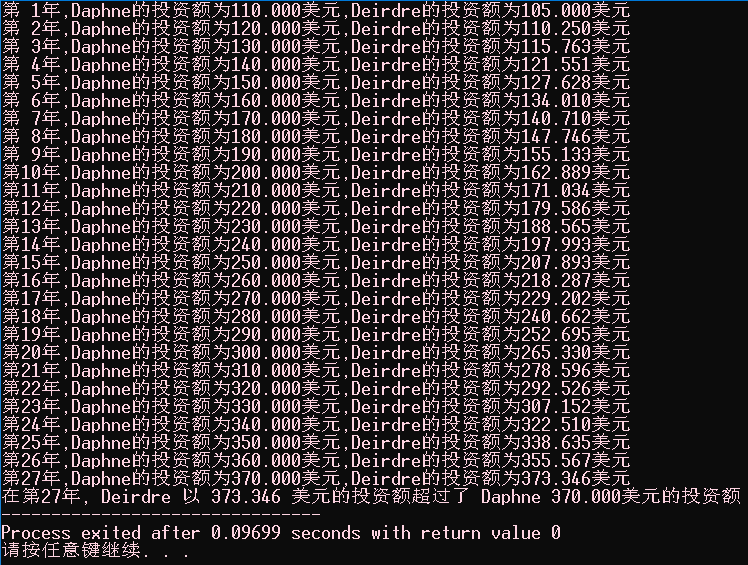 第 1年,Daphne的投资额为110.000美元,Deirdre的投资额为105.000美元
第 2年,Daphne的投资额为120.000美元,Deirdre的投资额为110.250美元
第 3年,Daphne的投资额为130.000美元,Deirdre的投资额为115.763美元
第 4年,Daphne的投资额为140.000美元,Deirdre的投资额为121.551美元
第 5年,Daphne的投资额为150.000美元,Deirdre的投资额为127.628美元
第 6年,Daphne的投资额为160.000美元,Deirdre的投资额为134.010美元
第 7年,Daphne的投资额为170.000美元,Deirdre的投资额为140.710美元
第 8年,Daphne的投资额为180.000美元,Deirdre的投资额为147.746美元
第 9年,Daphne的投资额为190.000美元,Deirdre的投资额为155.133美元
第10年,Daphne的投资额为200.000美元,Deirdre的投资额为162.889美元
第11年,Daphne的投资额为210.000美元,Deirdre的投资额为171.034美元
第12年,Daphne的投资额为220.000美元,Deirdre的投资额为179.586美元
第13年,Daphne的投资额为230.000美元,Deirdre的投资额为188.565美元
第14年,Daphne的投资额为240.000美元,Deirdre的投资额为197.993美元
第15年,Daphne的投资额为250.000美元,Deirdre的投资额为207.893美元
第16年,Daphne的投资额为260.000美元,Deirdre的投资额为218.287美元
第17年,Daphne的投资额为270.000美元,Deirdre的投资额为229.202美元
第18年,Daphne的投资额为280.000美元,Deirdre的投资额为240.662美元
第19年,Daphne的投资额为290.000美元,Deirdre的投资额为252.695美元
第20年,Daphne的投资额为300.000美元,Deirdre的投资额为265.330美元
第21年,Daphne的投资额为310.000美元,Deirdre的投资额为278.596美元
第22年,Daphne的投资额为320.000美元,Deirdre的投资额为292.526美元
第23年,Daphne的投资额为330.000美元,Deirdre的投资额为307.152美元
第24年,Daphne的投资额为340.000美元,Deirdre的投资额为322.510美元
第25年,Daphne的投资额为350.000美元,Deirdre的投资额为338.635美元
第26年,Daphne的投资额为360.000美元,Deirdre的投资额为355.567美元
第27年,Daphne的投资额为370.000美元,Deirdre的投资额为373.346美元
在第27年, Deirdre 以 373.346 美元的投资额超过了 Daphne 370.000美元的投资额
--------------------------------
Process exited after 0.09699 seconds with return value 0
请按任意键继续. . .